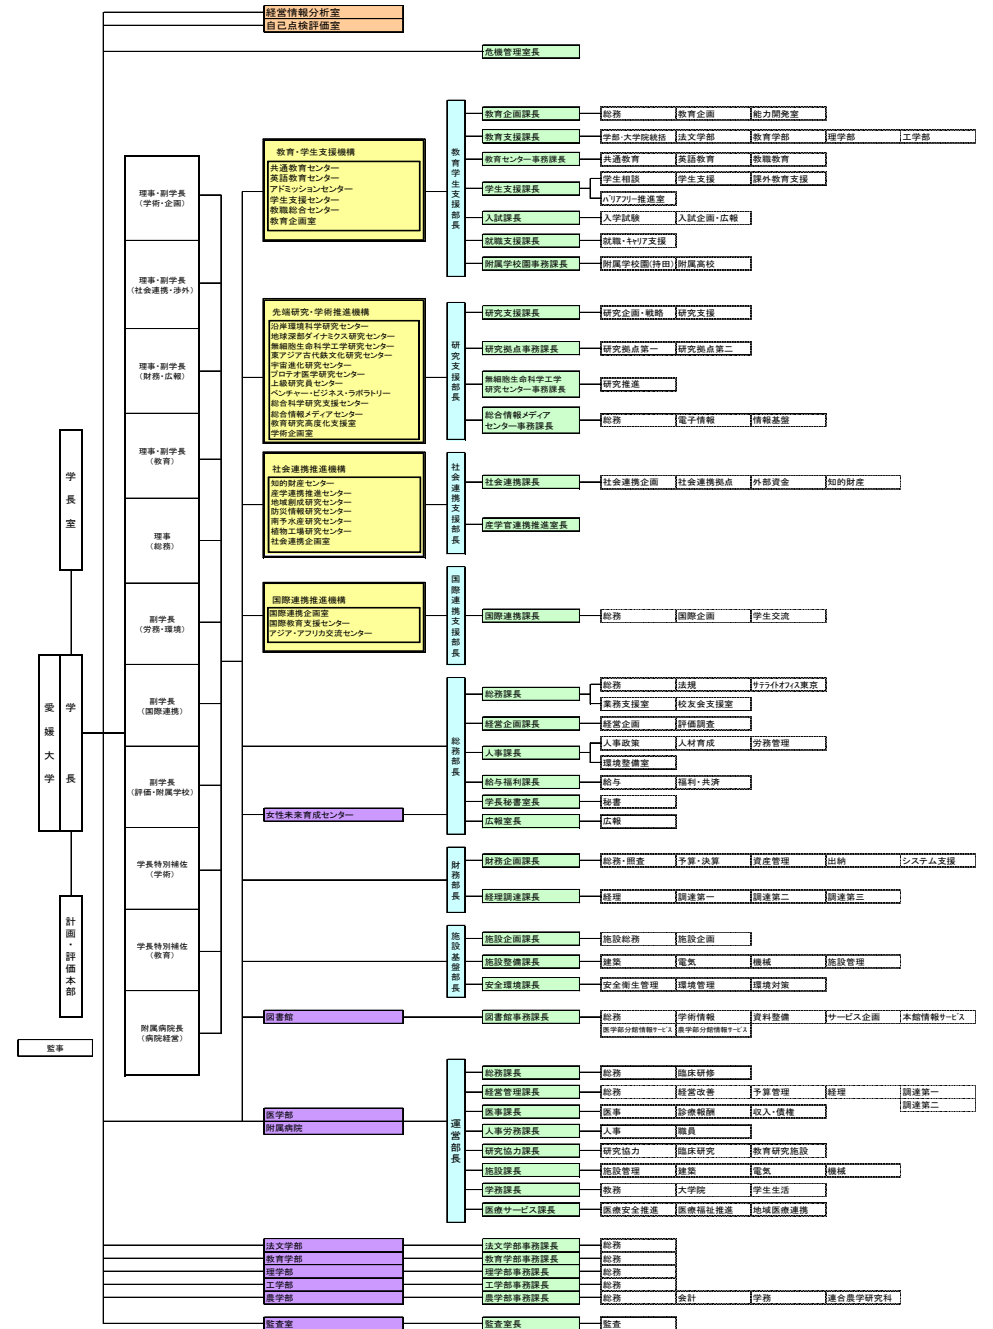 経営情報分析室
自己点検評価室
危機管理室長
教育学生支援部長
教育企画課長 総務 教育企画 能力開発室
教育支援課長 学部・大学院統括 法文学部 教育学部 理学部 工学部
教育センター事務課長 共通教育 英語教育 教職教育
学生支援課長 学生相談 学生支援 課外教育支援
バリアフリー推進室
入試課長 入学試験 入試企画・広報
就職支援課長 就職・キャリア支援
附属学校園事務課長 附属学校園(持田) 附属高校
教育・学生支援機構
共通教育センター
英語教育センター
アドミッションセンター
学生支援センター
教職総合センター
教育企画室
理事・副学長
(学術・企画)
理事・副学長
(社会連携・渉外)
理事・副学長
(財務・広報)
理事・副学長
(教育)
理事
(総務)
副学長
(労務・環境)
副学長
(国際連携)
副学長
(評価・附属学校)
学長特別補佐
(学術)
学長特別補佐
(教育)
附属病院長
(病院経営)
先端研究・学術推進機構
沿岸環境科学研究センター
地球深部ダイナミクス研究センター
無細胞生命科学工学研究センター
東アジア古代鉄文化研究センター
宇宙進化研究センター
プロテオ医学研究センター
上級研究員センター
ベンチャー・ビジネス・ラボラトリー
総合科学研究支援センター
総合情報メディアセンター
教育研究高度化支援室
学術企画室
研究支援部長
研究支援課長 研究企画・戦略 研究支援
研究拠点事務課長 研究拠点第一 研究拠点第二
無細胞生命科学工学
研究センター事務課長 研究推進
総合情報メディア
センター事務課長 総務 電子情報 情報基盤
社会連携推進機構
知的財産センター
産学連携推進センター
地域創成研究センター
防災情報研究センター
南予水産研究センター
植物工場研究センター
社会連携企画室
社会連携支援部長
社会連携課長 社会連携企画 社会連携拠点 外部資金 知的財産
産学官連携推進室長
国際連携推進機構
国際連携企画室
国際教育支援センター
アジア・アフリカ交流センター
国際連携支援部長
国際連携課長 総務 国際企画 学生交流
学長室
愛媛大学
学長
計画・評価本部
監事
総務部長
総務課長 総務 法規 サテライトオフィス東京
業務支援室 校友会支援室
経営企画課長 経営企画 評価調査
人事課長 人事政策 人材育成 労務管理
環境整備室
給与福利課長 給与 福利・共済
学長秘書室長 秘書
女性未来育成センター
広報室長 広報
財務部長
財務企画課長 総務・照査 予算・決算 資産管理 出納 システム支援
経理調達課長 経理 調達第一 調達第二 調達第三
施設基盤部長
施設企画課長 施設総務 施設企画
施設整備課長 建築 電気 機械 施設管理
安全環境課長 安全衛生管理 環境管理 環境対策
図書館 図書館事務課長 総務 学術情報 資料整備 サービス企画 本館情報サービス
医学部分館情報サービス 農学部分館情報サービス
医学部
附属病院
運営部長
総務課長 総務 臨床研修
経営管理課長 総務 経営改善 予算管理 経理 調達第一
調達第二
医事課長 医事 診療報酬 収入・債権
人事労務課長 人事 職員
研究協力課長 研究協力 臨床研究 教育研究施設
施設課長 施設管理 建築 電気 機械
学務課長 教務 大学院 学生生活
医療サービス課長 医療安全推進 医療福祉推進 地域医療連携
法文学部 法文学部事務課長 総務
教育学部 教育学部事務課長 総務
理学部 理学部事務課長 総務
工学部 工学部事務課長 総務
農学部 農学部事務課長 総務 会計 学務 連合農学研究科
監査室 監査室長 監査